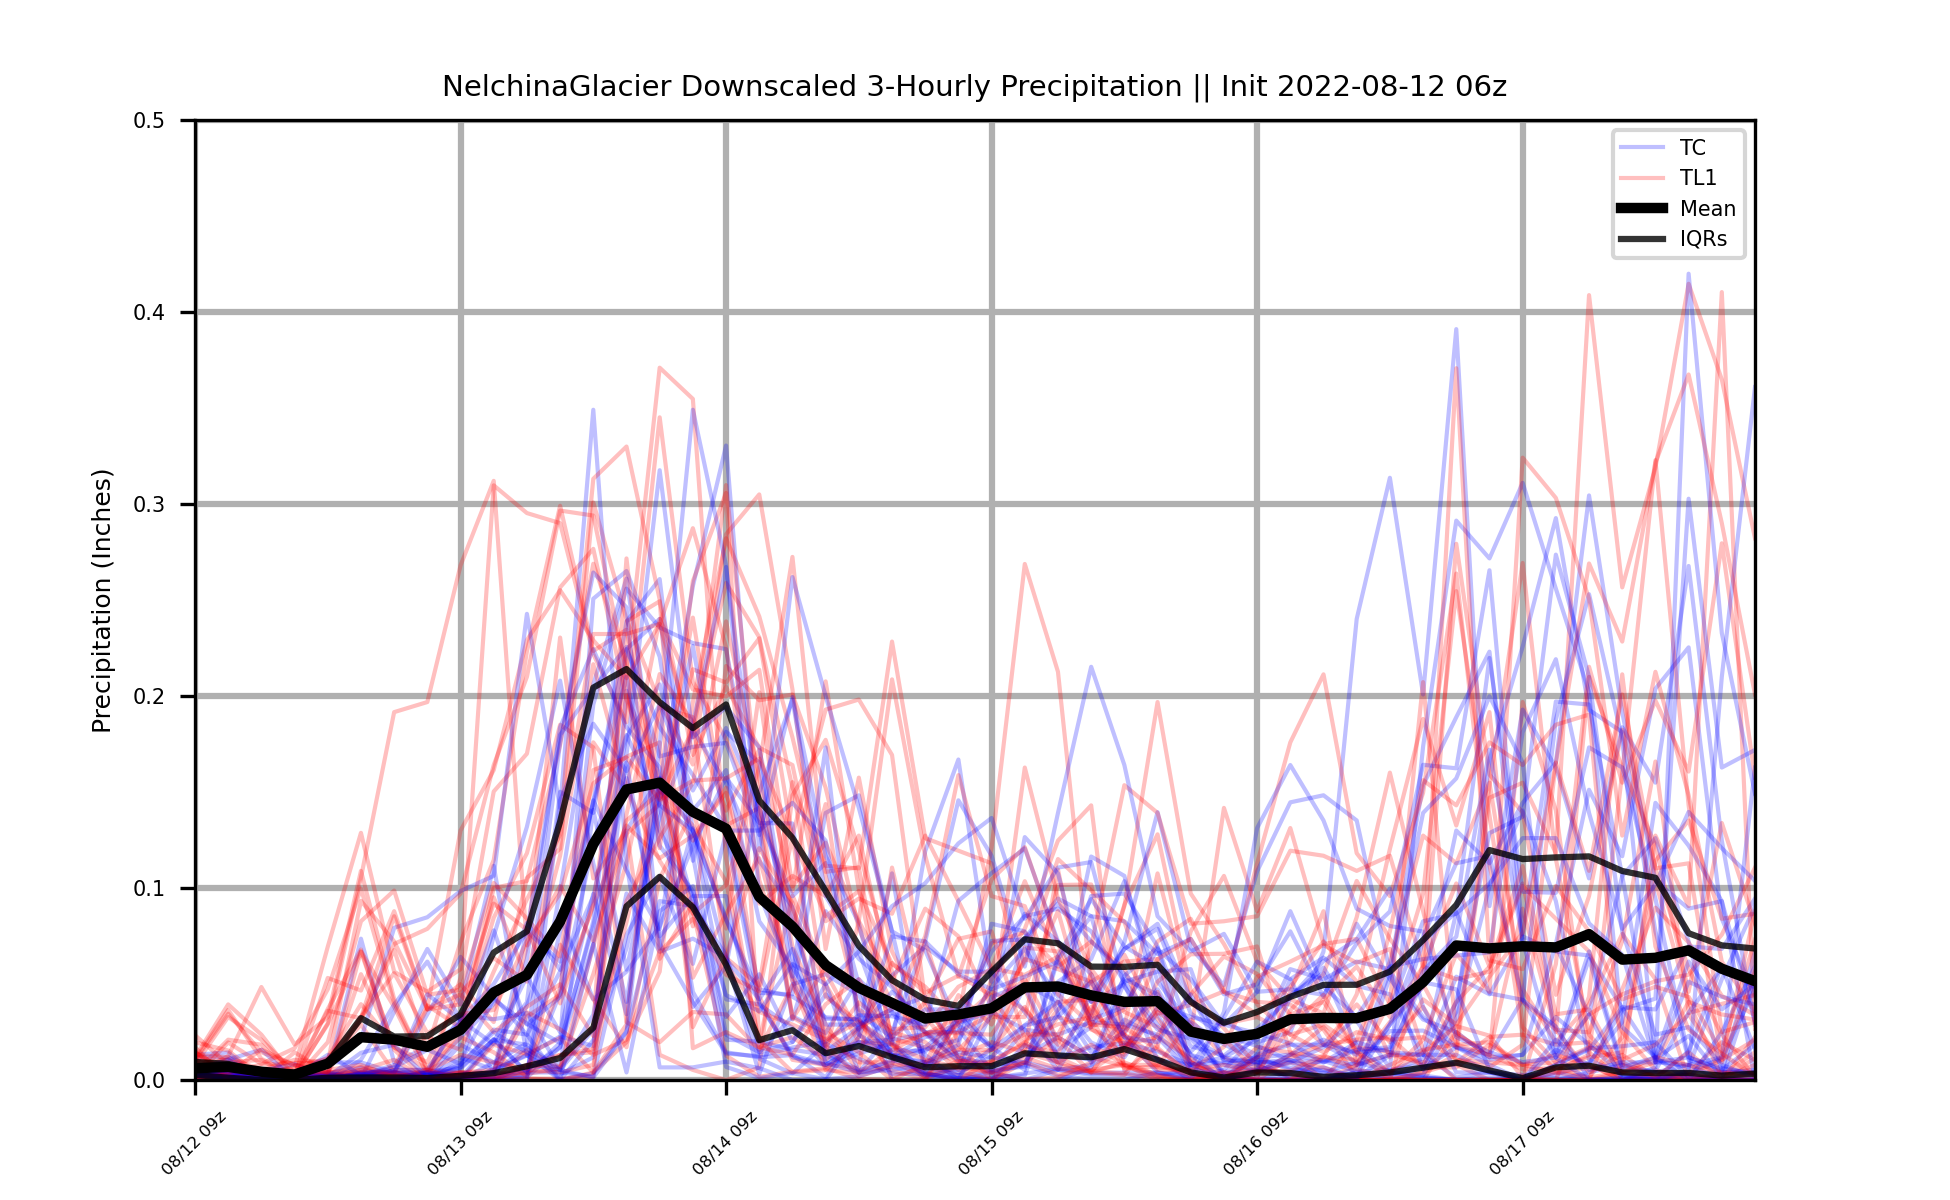 NelchinaGlacier Downscaled 3-Hourly Precipitation || Init 2022-08-12 06z
TC
TL1
Mean
IQRs
Precipitation (Inches)
0.5
0.4
0.3
0.2
0.1
0.0
08/12 09z
08/13 09z
08/14 09z
08/15 09z
08/16 09z
08/17 09z